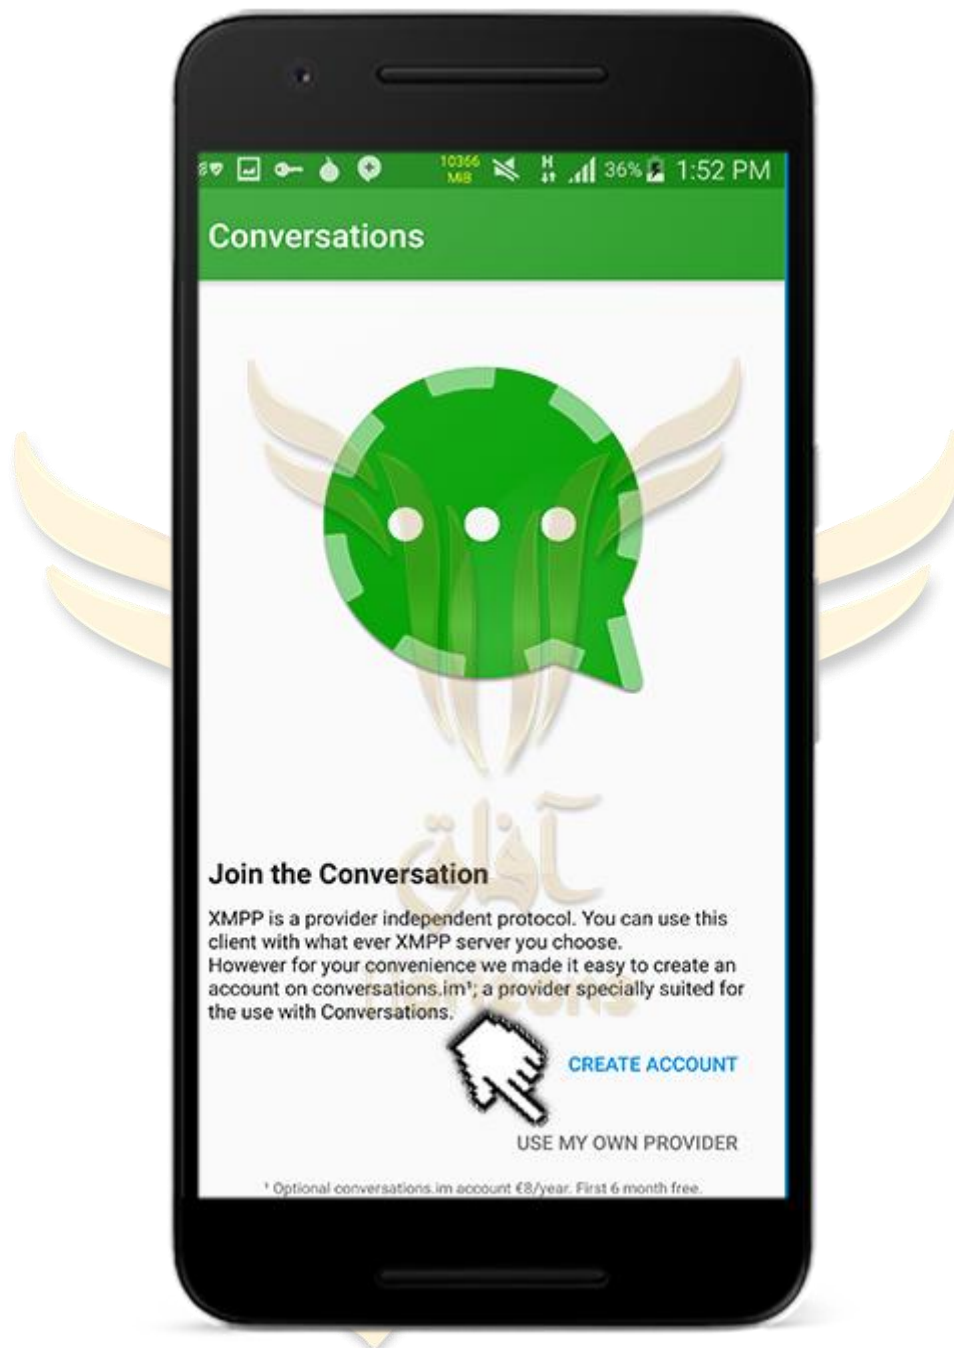 10366
MiB
H
36%
1:52 PM
Conversations
آفاق
Join the Conversation
XMPP is a provider independent protocol. You can use this
client with what ever XMPP server you choose.
However for your convenience we made it easy to create an
account on conversations.im¹; a provider specially suited for
the use with Conversations.
CREATE ACCOUNT
USE MY OWN PROVIDER
¹ Optional conversations.im account €8/year. First 6 month free.